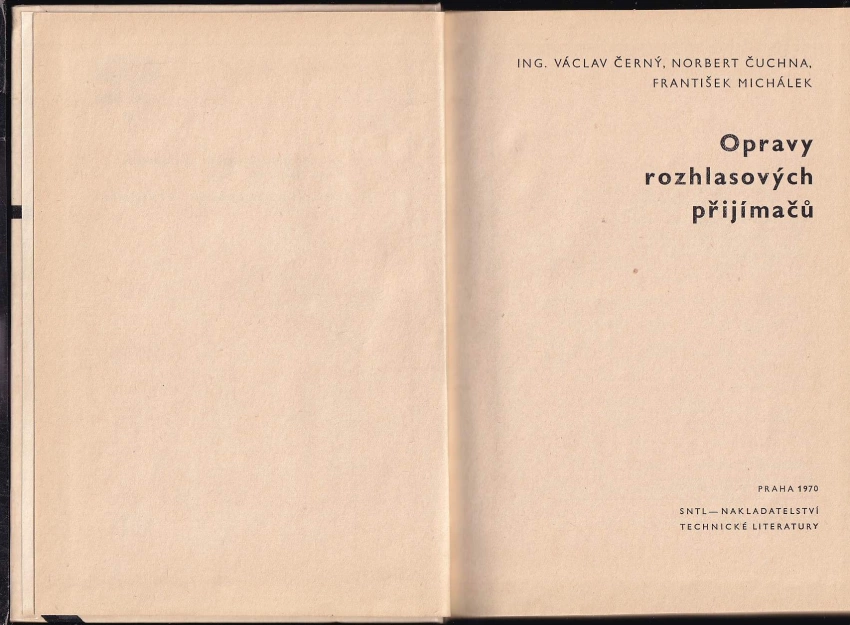 ING. VÁCLAV ČERNÝ, NORBERT ČUCHNA,
FRANTIŠEK MICHÁLEK
Opravy
rozhlasových
přijímačů
PRAHA 1970
SNTL—NAKLADATELSTVÍ
TECHNICKÉ LITERATURY